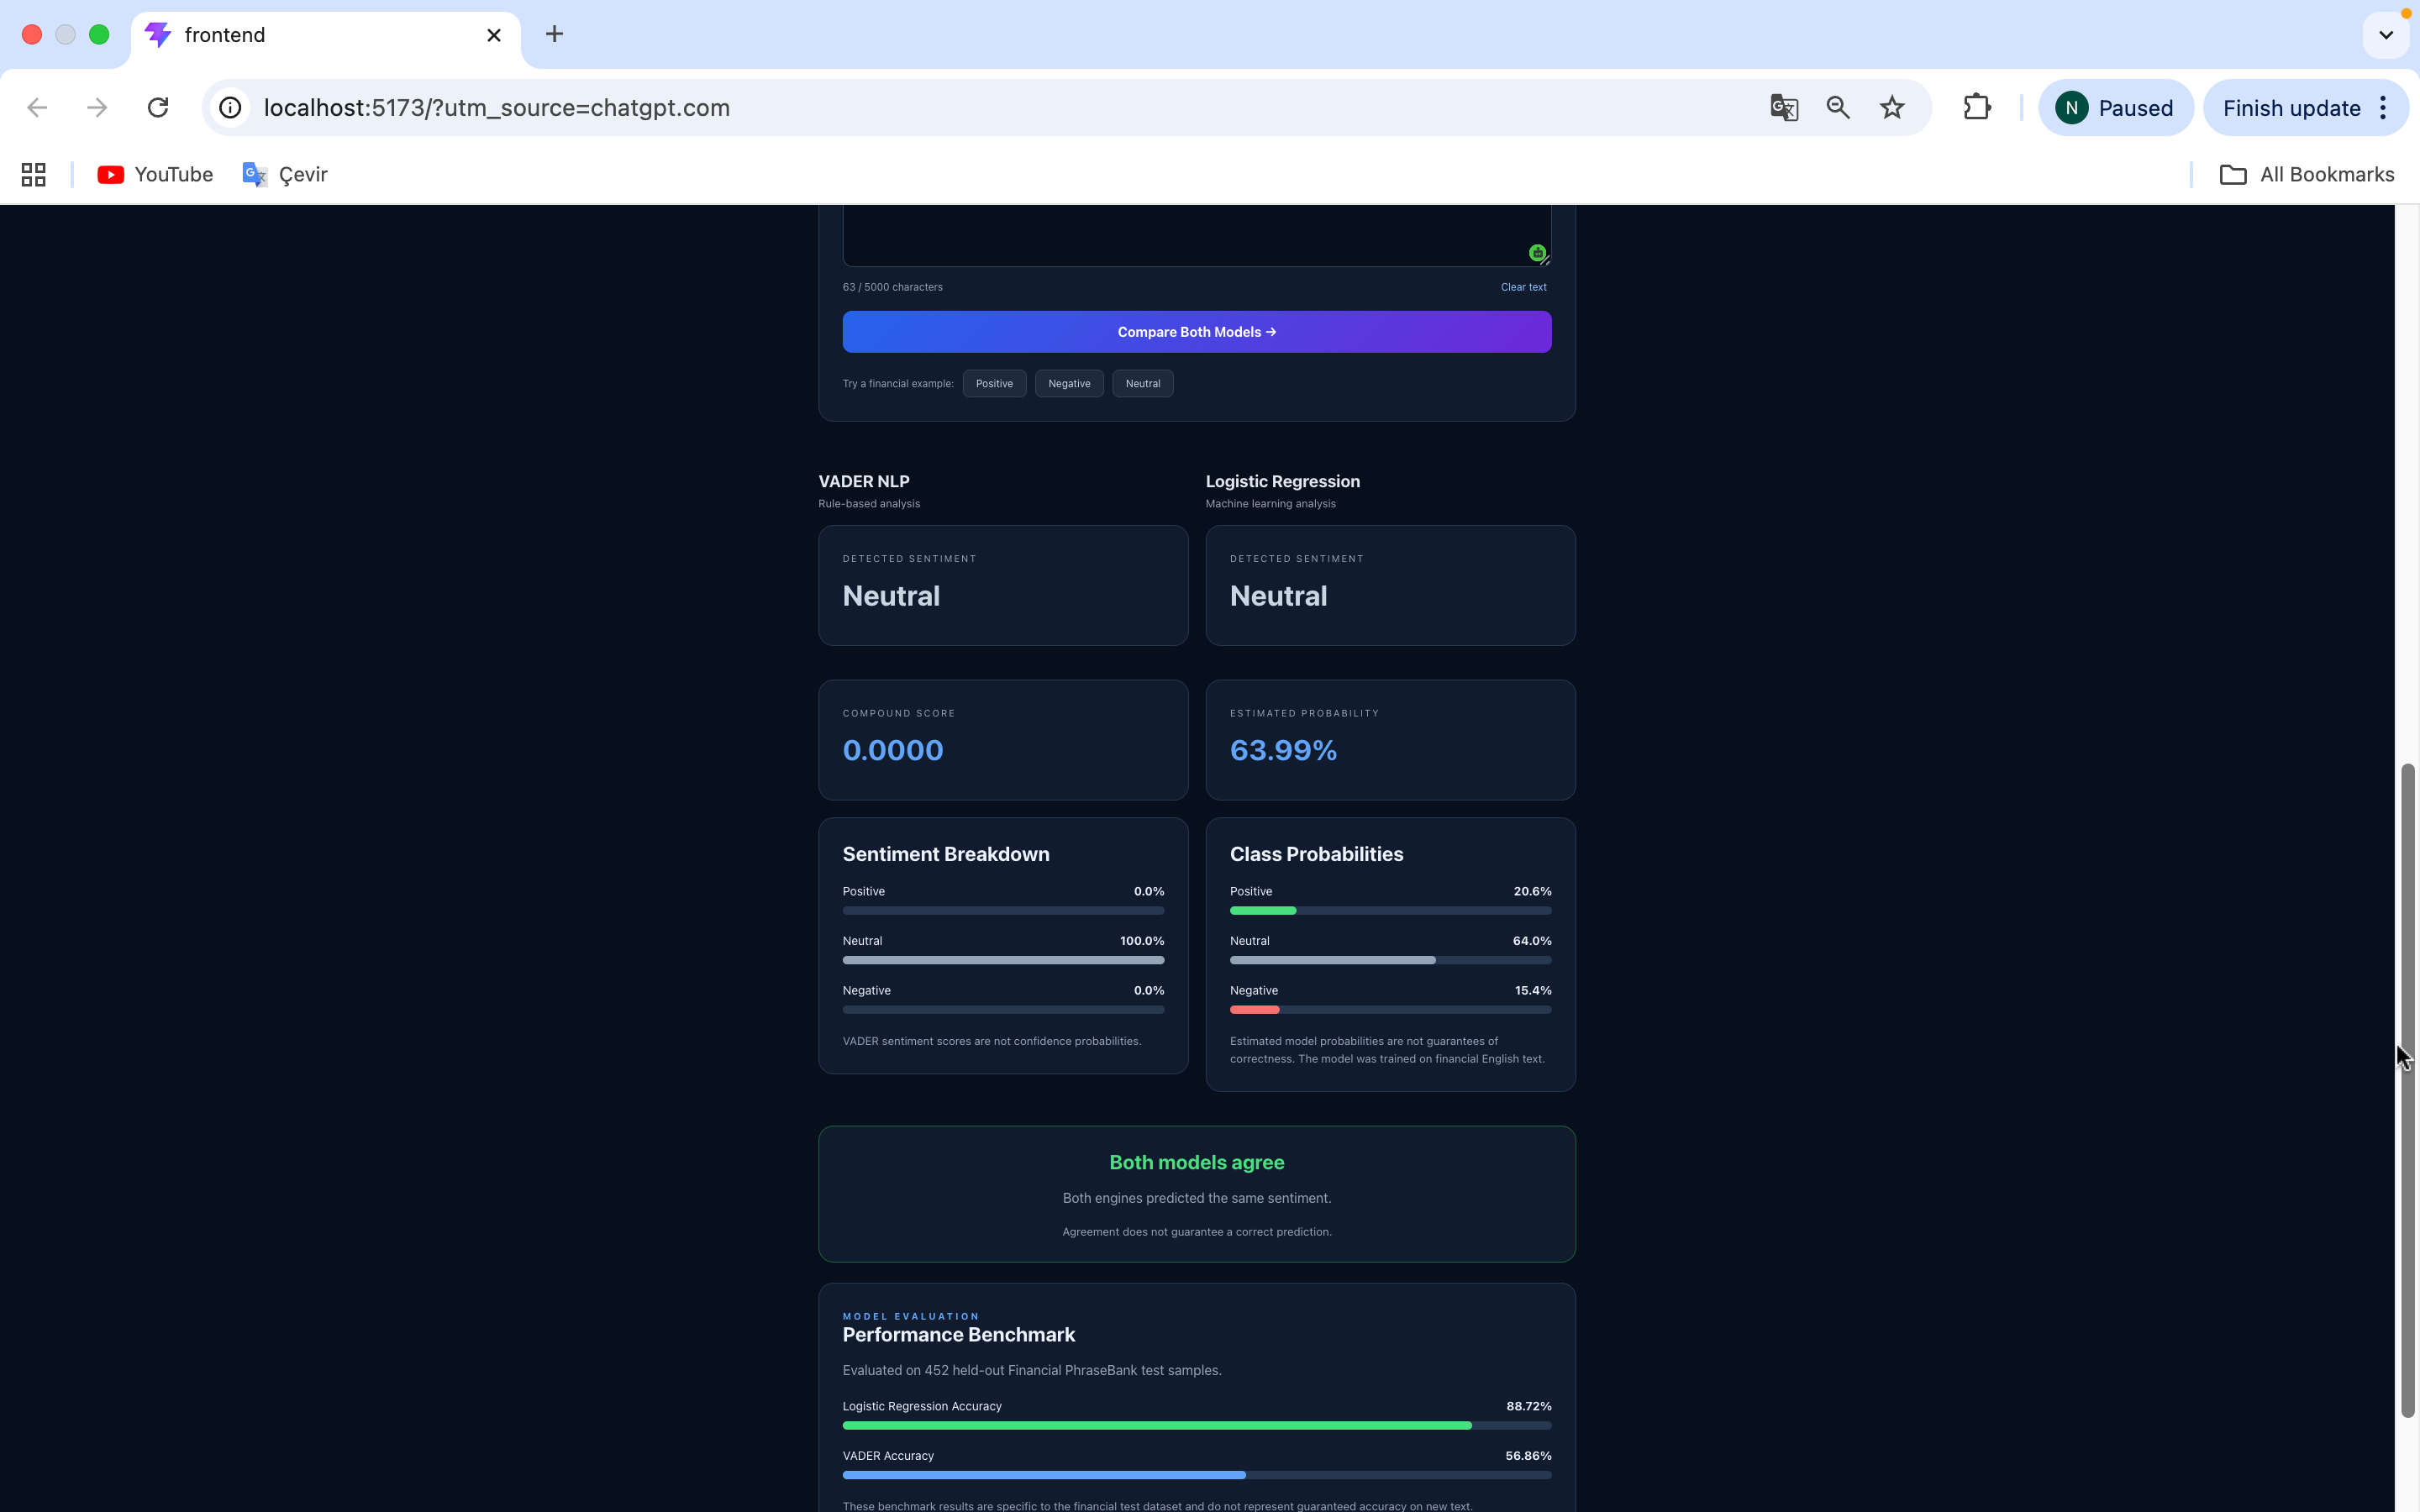 frontend
localhost:5173/?utm_source=chatgpt.com
N Paused
Finish update
YouTube
Çevir
All Bookmarks
63 / 5000 characters
Clear text
Compare Both Models →
Try a financial example:
Positive
Negative
Neutral
VADER NLP
Rule-based analysis
DETECTED SENTIMENT
Neutral
COMPOUND SCORE
0.0000
Sentiment Breakdown
Positive 0.0%
Neutral 100.0%
Negative 0.0%
VADER sentiment scores are not confidence probabilities.
Logistic Regression
Machine learning analysis
DETECTED SENTIMENT
Neutral
ESTIMATED PROBABILITY
63.99%
Class Probabilities
Positive 20.6%
Neutral 64.0%
Negative 15.4%
Estimated model probabilities are not guarantees of
correctness. The model was trained on financial English text.
Both models agree
Both engines predicted the same sentiment.
Agreement does not guarantee a correct prediction.
MODEL EVALUATION
Performance Benchmark
Evaluated on 452 held-out Financial PhraseBank test samples.
Logistic Regression Accuracy 88.72%
VADER Accuracy 56.86%
These benchmark results are specific to the financial test dataset and do not represent guaranteed accuracy on new text.